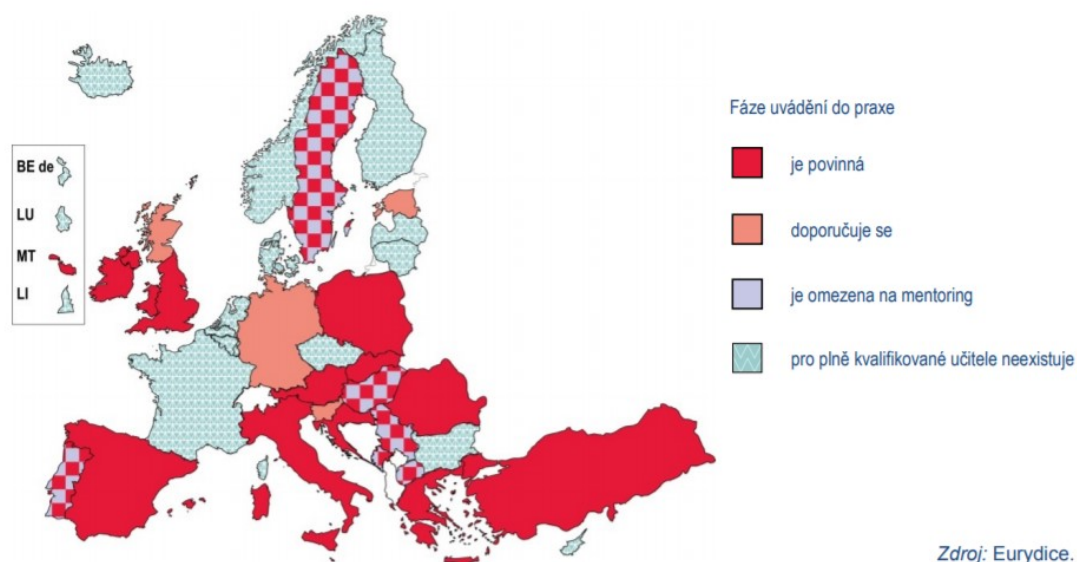 BE de
LU
MT
LI
Fáze uvádění do praxe
je povinná
doporučuje se
je omezena na mentoring
pro plně kvalifikované učitele neexistuje
Zdroj: Eurydice.